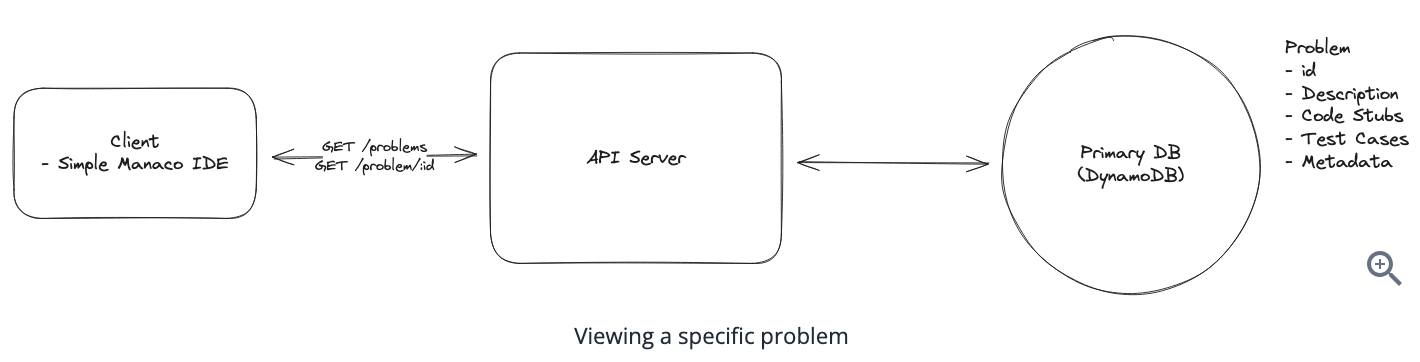 Client
- Simple Manaco IDE
GET /problems
GET /problem/:id
API Server
Primary DB
(DynamoDB)
Problem
- id
- Description
- Code Stubs
- Test Cases
- Metadata
Viewing a specific problem